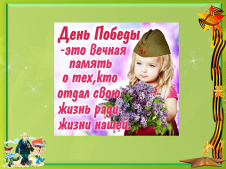 День Победы
-это вечная
память
о тех,кто
отдал свою
жизнь ради
жизни нашей